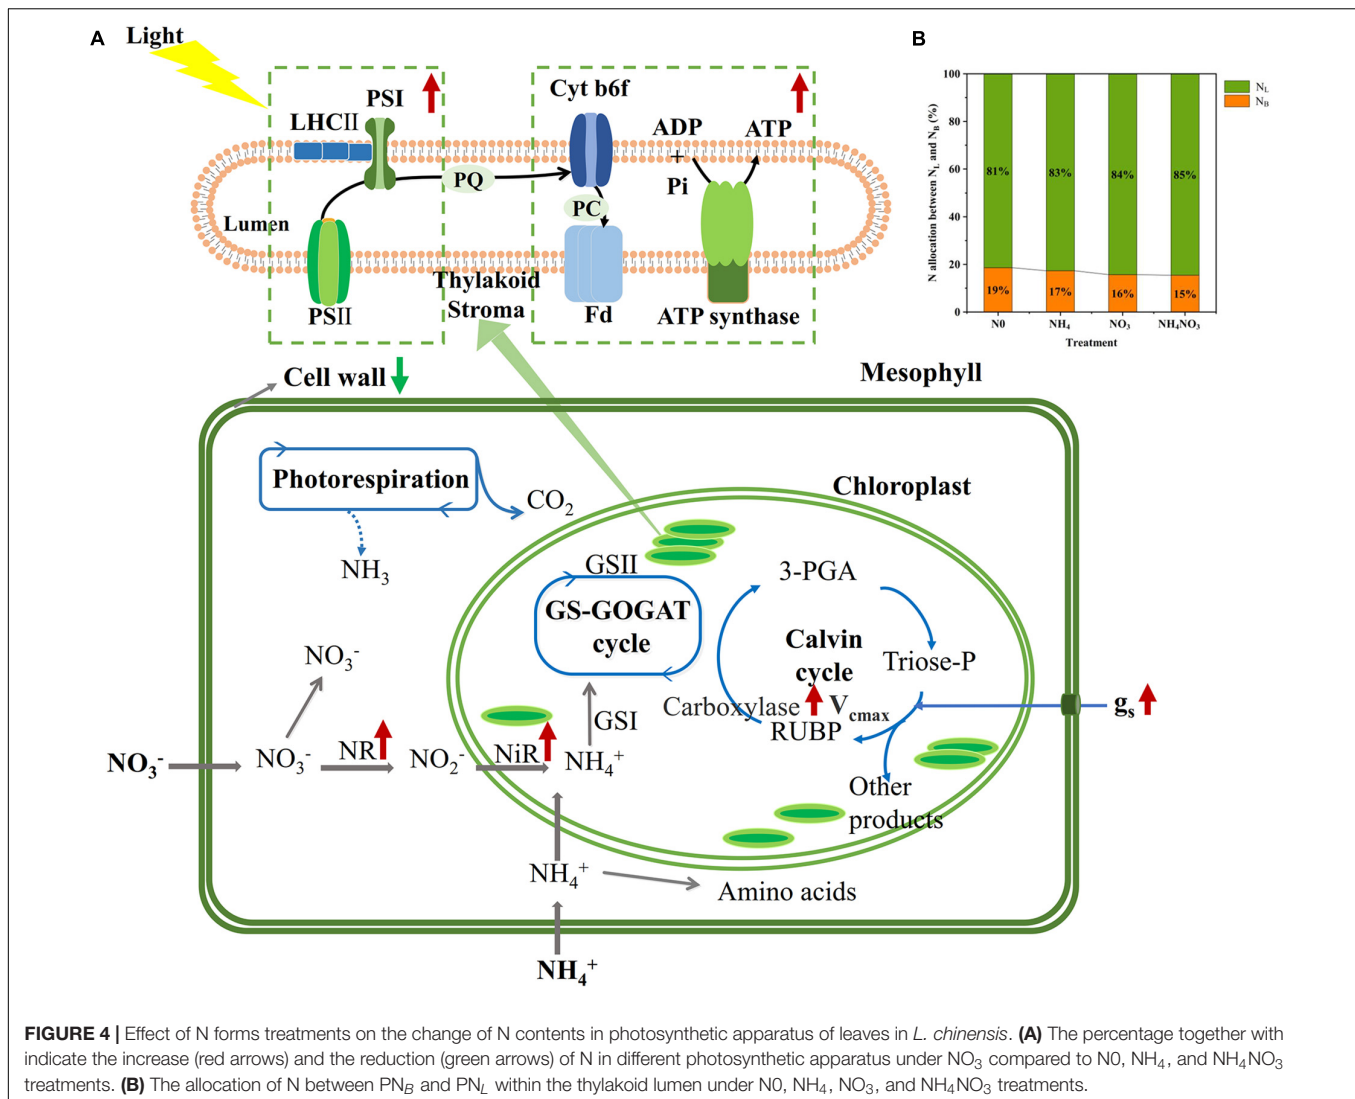 A
Light
PSI
LHCII
Cyt b6f
ADP
ATP
+
Pi
PQ
PC
Lumen
Thylakoid
Stroma
PSII
Fd
ATP synthase
B
N allocation between N_L and N_B (%)
100
80
60
40
20
0
81%
83%
84%
85%
19%
17%
16%
15%
N0
NH₄
NO₃
NH₄NO₃
Treatment
N_L
N_B
Cell wall
Mesophyll
Photorespiration
CO₂
NH₃
Chloroplast
GSII
GS-GOGAT
cycle
3-PGA
Calvin
cycle
Triose-P
Carboxylase
V_cmax
RUBP
gₛ
GSI
NO₃⁻
NO₃⁻
NO₃⁻
NR
NO₂⁻
NiR
NH₄⁺
Other
products
NH₄⁺
Amino acids
NH₄⁺
FIGURE 4 | Effect of N forms treatments on the change of N contents in photosynthetic apparatus of leaves in L. chinensis. (A) The percentage together with
indicate the increase (red arrows) and the reduction (green arrows) of N in different photosynthetic apparatus under NO₃ compared to N0, NH₄, and NH₄NO₃
treatments. (B) The allocation of N between PN_B and PN_L within the thylakoid lumen under N0, NH₄, NO₃, and NH₄NO₃ treatments.